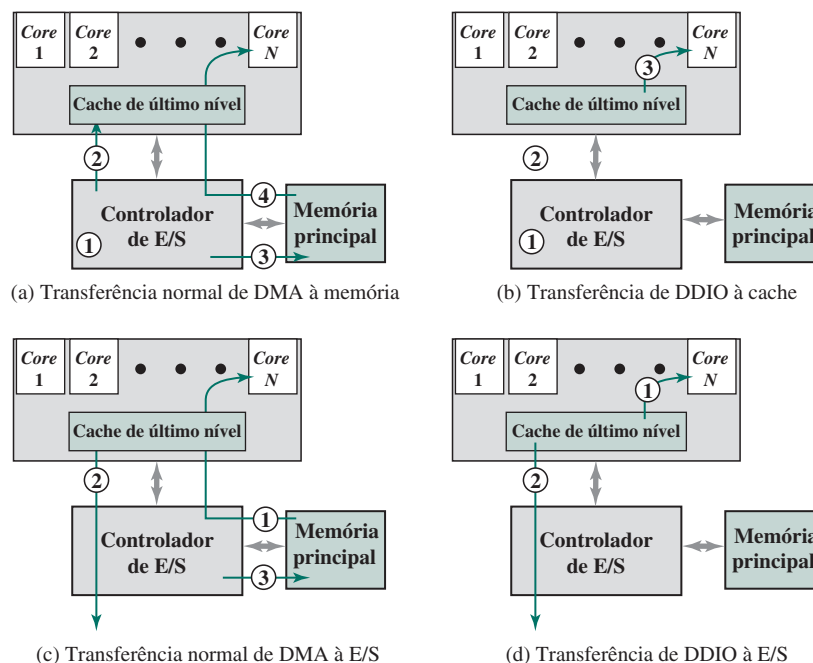 Core 1
Core 2
Core N
Cache de último nível
2
4
Controlador de E/S
1
3
Memória principal
(a) Transferência normal de DMA à memória
Core 1
Core 2
Core N
3
Cache de último nível
2
Controlador de E/S
1
Memória principal
(b) Transferência de DDIO à cache
Core 1
Core 2
Core N
Cache de último nível
2
1
Controlador de E/S
3
Memória principal
(c) Transferência normal de DMA à E/S
Core 1
Core 2
Core N
1
Cache de último nível
2
Controlador de E/S
Memória principal
(d) Transferência de DDIO à E/S